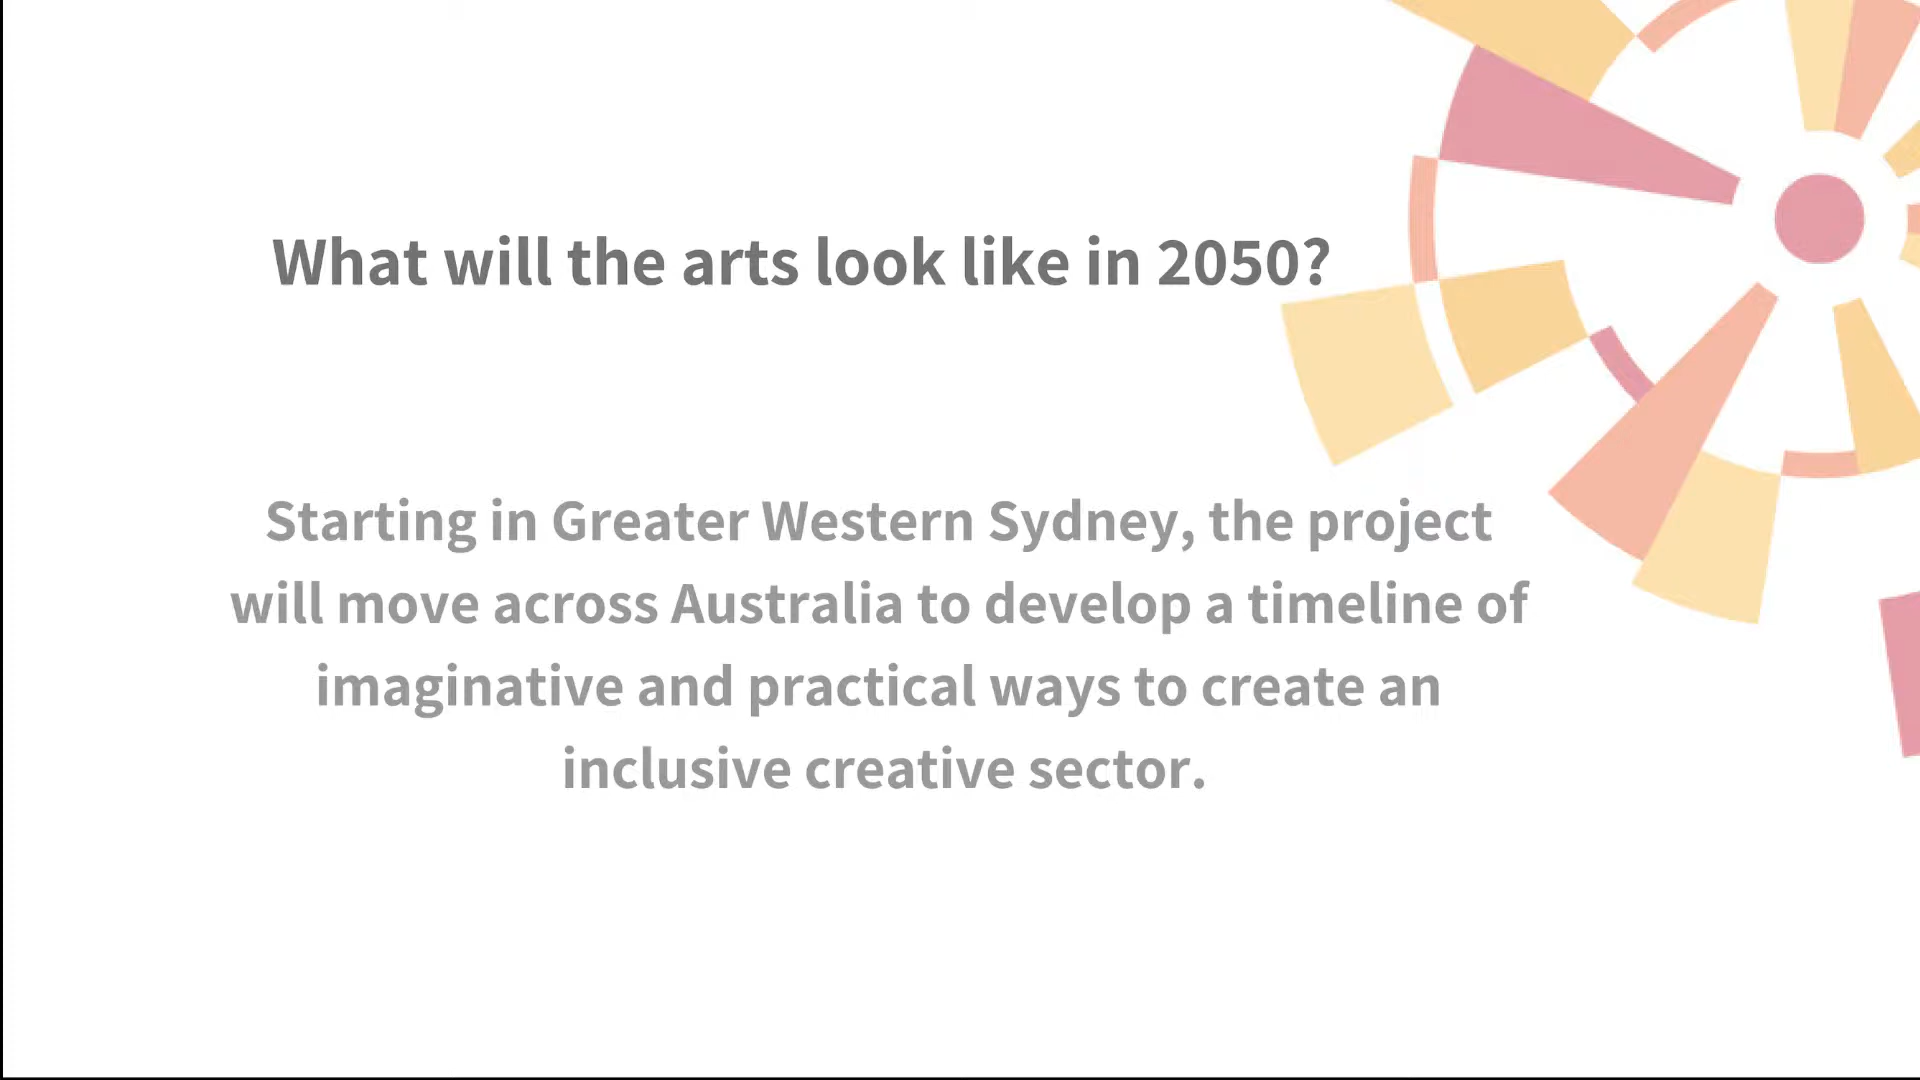 What will the arts look like in 2050?
Starting in Greater Western Sydney, the project
will move across Australia to develop a timeline of
imaginative and practical ways to create an
inclusive creative sector.